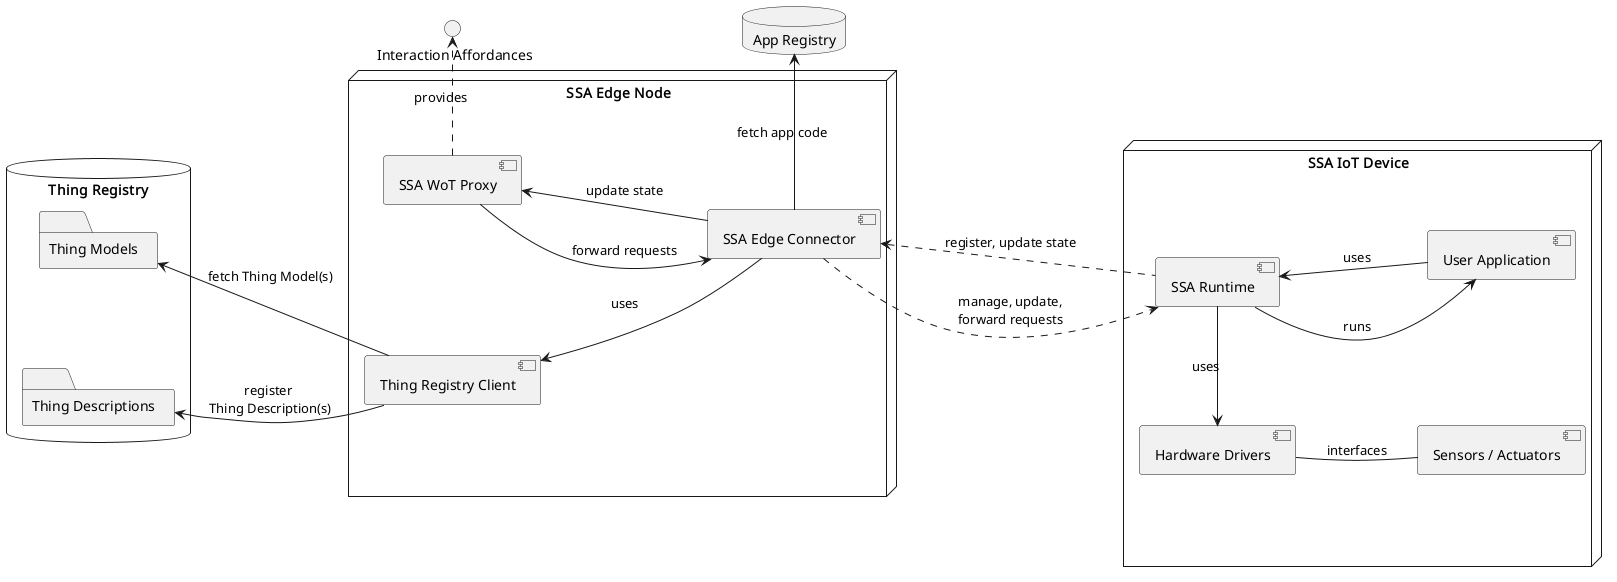 App Registry
Interaction Affordances
provides
SSA Edge Node
fetch app code
SSA WoT Proxy
update state
SSA Edge Connector
forward requests
uses
Thing Registry
Thing Models
fetch Thing Model(s)
Thing Registry Client
register
Thing Description(s)
Thing Descriptions
register, update state
manage, update,
forward requests
SSA IoT Device
uses
User Application
SSA Runtime
runs
uses
Hardware Drivers
interfaces
Sensors / Actuators